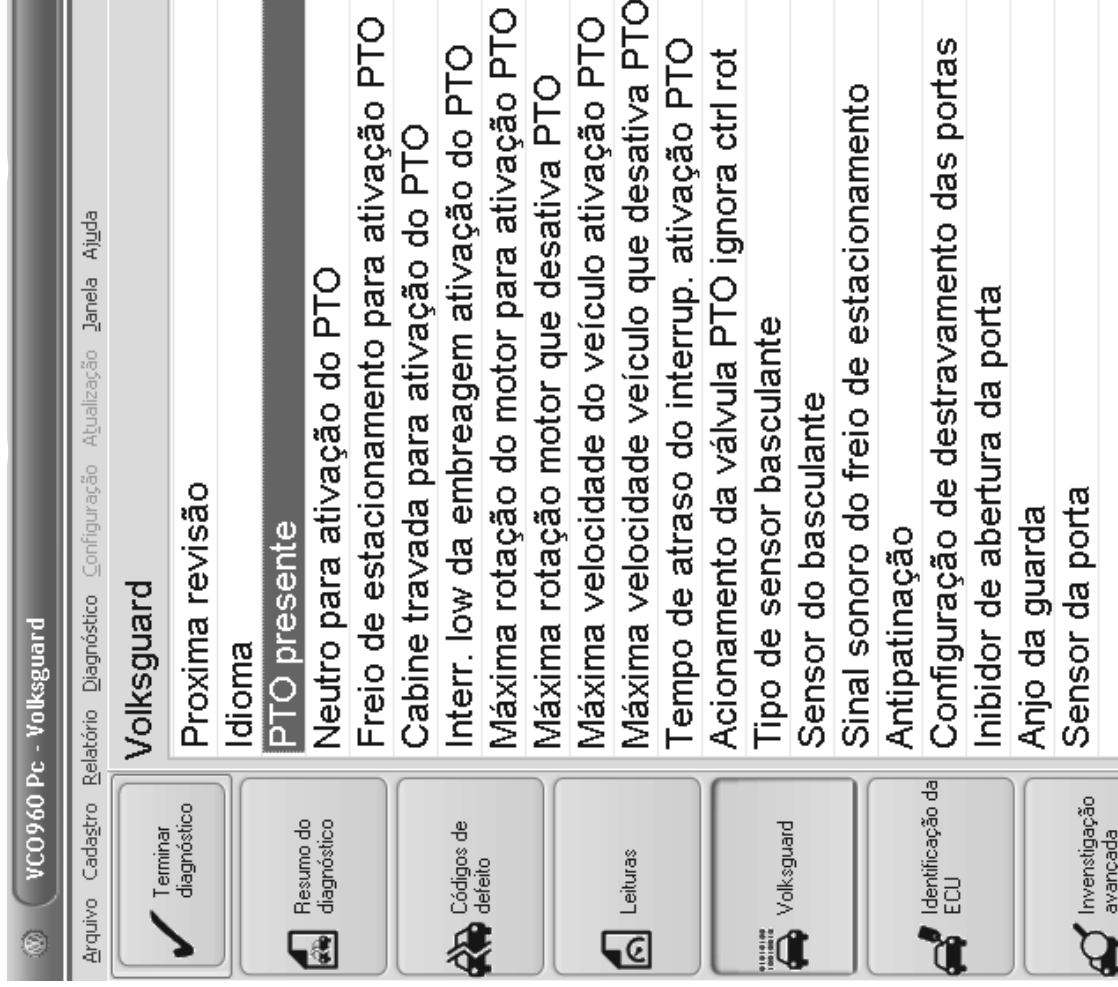 VCO960 Pc - Volksguard
Arquivo Cadastro Relatório Diagnóstico Configuração Atualização Janela Ajuda
Terminar
diagnóstico
Resumo do
diagnóstico
Códigos de
defeito
Leituras
Volksguard
Identificação da
ECU
Invenstigação
avançada
Volksguard
Proxima revisão
Idioma
PTO presente
Neutro para ativação do PTO
Freio de estacionamento para ativação PTO
Cabine travada para ativação do PTO
Interr. low da embreagem ativação do PTO
Máxima rotação do motor para ativação PTO
Máxima rotação motor que desativa PTO
Máxima velocidade do veículo ativação PTO
Máxima velocidade veículo que desativa PTO
Tempo de atraso do interrup. ativação PTO
Acionamento da válvula PTO ignora ctrl rot
Tipo de sensor basculante
Sensor do basculante
Sinal sonoro do freio de estacionamento
Antipatinação
Configuração de destravamento das portas
Inibidor de abertura da porta
Anjo da guarda
Sensor da porta